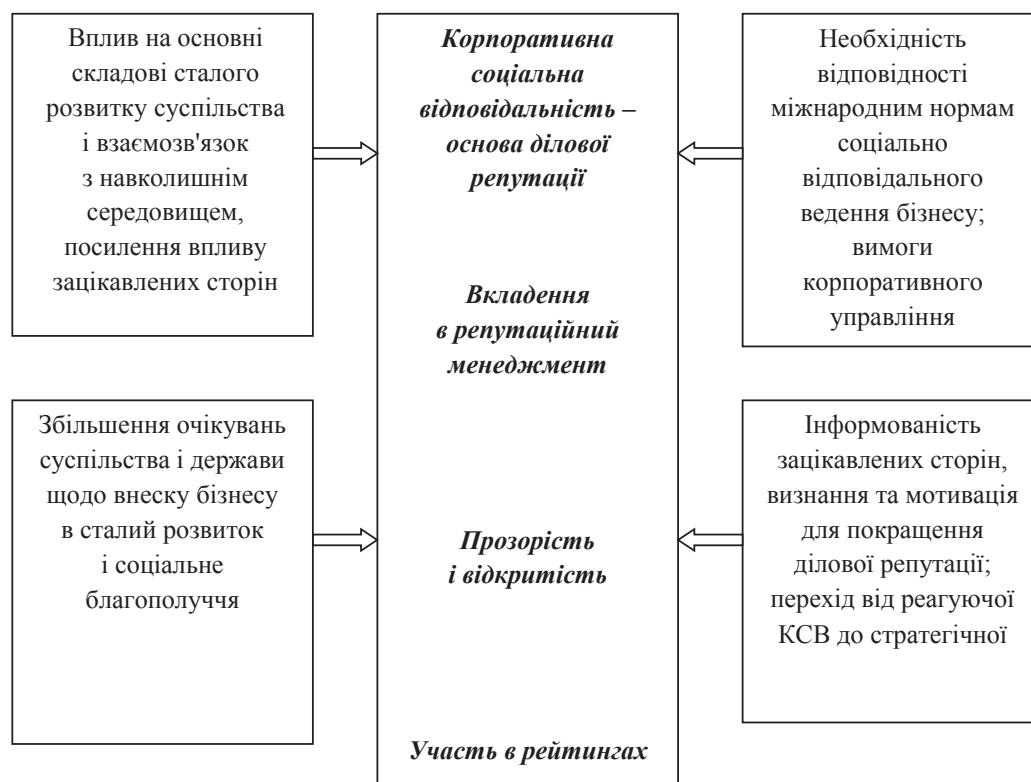 Вплив на основні
складові сталого
розвитку суспільства
і взаємозв'язок
з навколишнім
середовищем,
посилення впливу
зацікавлених сторін
Збільшення очікувань
суспільства і держави
щодо внеску бізнесу
в сталий розвиток
і соціальне
благополуччя
Корпоративна
соціальна
відповідальність –
основа ділової
репутації
Вкладення
в репутаційний
менеджмент
Прозорість
і відкритість
Участь в рейтингах
Необхідність
відповідності
міжнародним нормам
соціально
відповідального
ведення бізнесу;
вимоги
корпоративного
управління
Інформованість
зацікавлених сторін,
визнання та мотивація
для покращення
ділової репутації;
перехід від реагуючої
КСВ до стратегічної